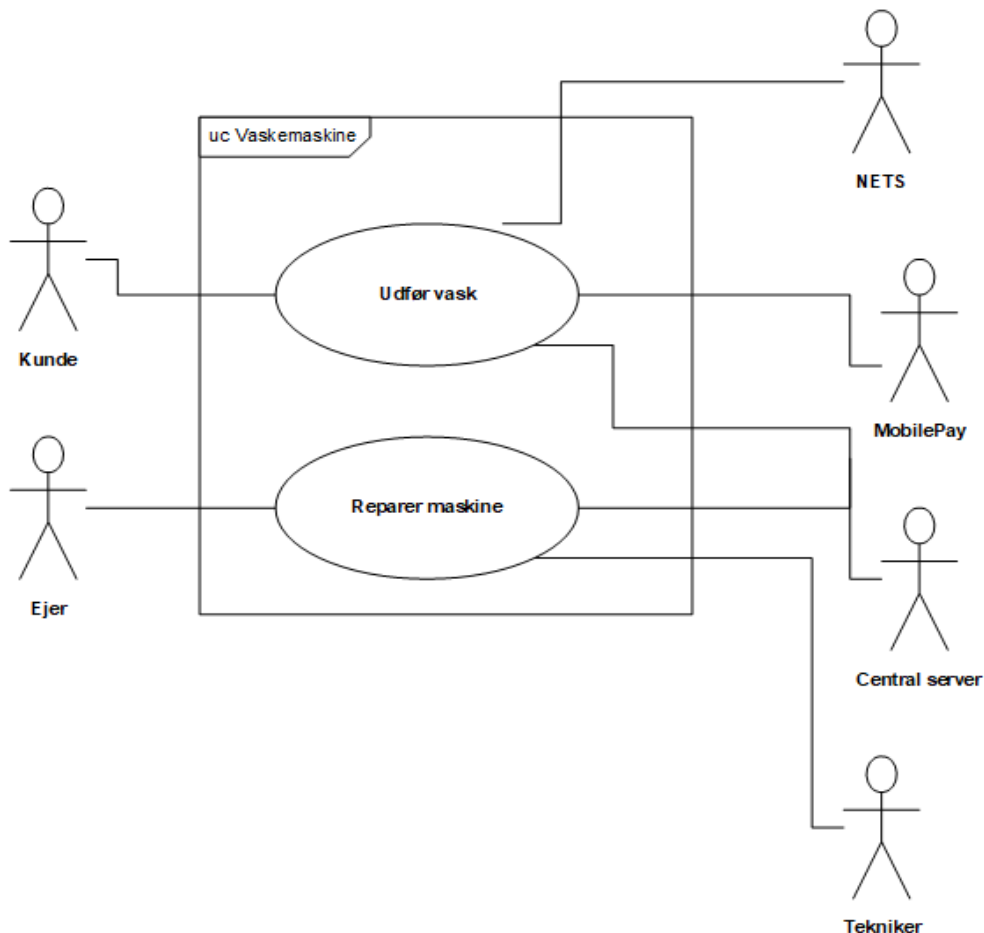 NETS
uc Vaskemaskine
Kunde
Udfør vask
MobilePay
Ejer
Reparer maskine
Central server
Tekniker